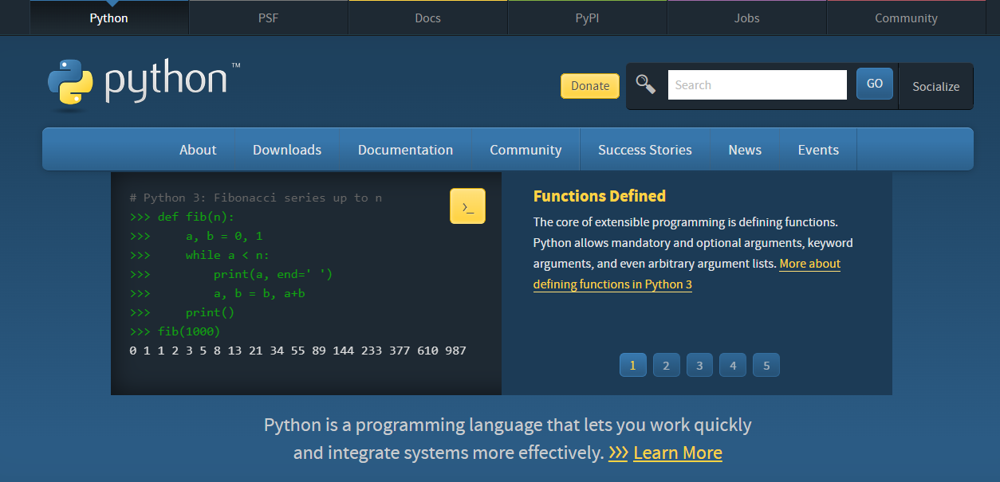 Python PSF Docs PyPI Jobs Community
python™
Donate Search GO Socialize
About Downloads Documentation Community Success Stories News Events
# Python 3: Fibonacci series up to n
>>> def fib(n):
>>>     a, b = 0, 1
>>>     while a < n:
>>>         print(a, end=' ')
>>>         a, b = b, a+b
>>>     print()
>>> fib(1000)
0 1 1 2 3 5 8 13 21 34 55 89 144 233 377 610 987
>_
Functions Defined
The core of extensible programming is defining functions.
Python allows mandatory and optional arguments, keyword
arguments, and even arbitrary argument lists. More about
defining functions in Python 3
1 2 3 4 5
Python is a programming language that lets you work quickly
and integrate systems more effectively. >>> Learn More